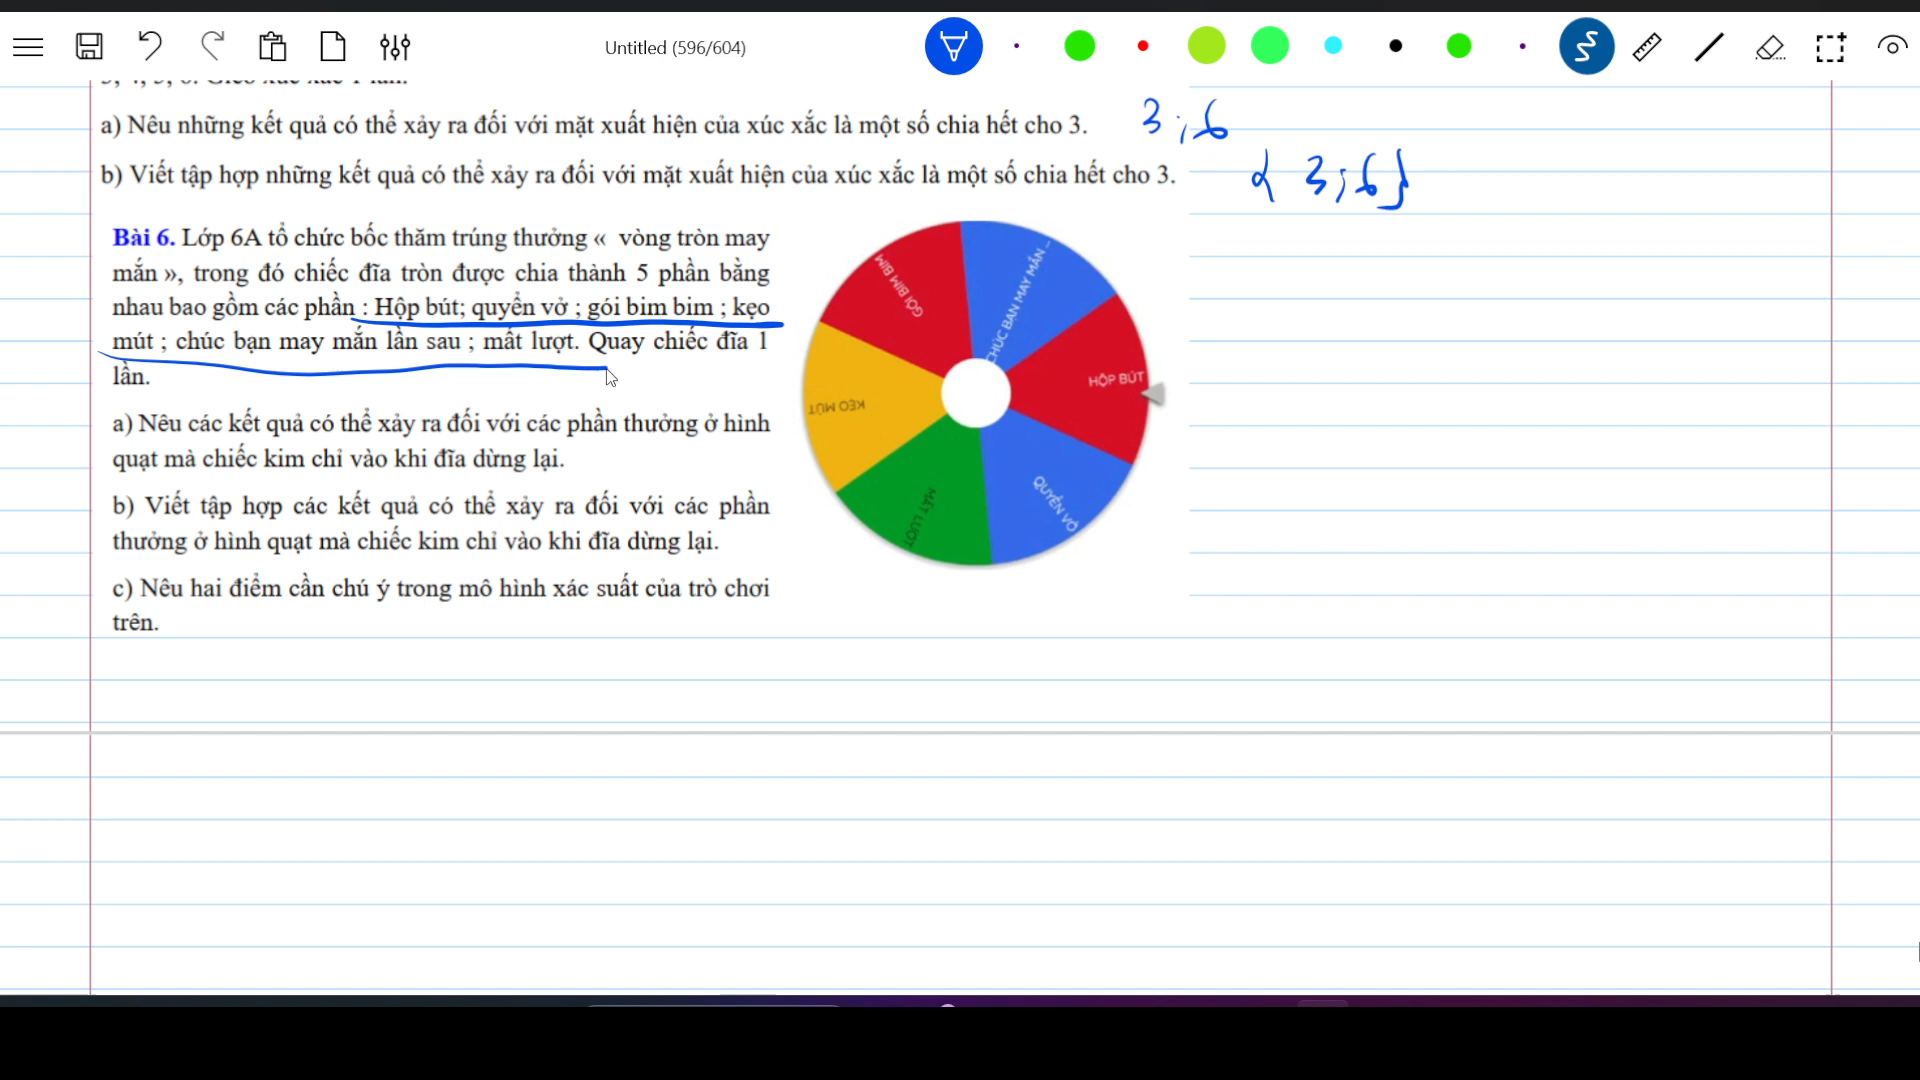 Untitled (596/604)
a) Nêu những kết quả có thể xảy ra đối với mặt xuất hiện của xúc xắc là một số chia hết cho 3.
3 ; 6
b) Viết tập hợp những kết quả có thể xảy ra đối với mặt xuất hiện của xúc xắc là một số chia hết cho 3.
{ 3 ; 6 }
Bài 6. Lớp 6A tổ chức bốc thăm trúng thưởng « vòng tròn may
mắn », trong đó chiếc đĩa tròn được chia thành 5 phần bằng
nhau bao gồm các phần : Hộp bút; quyển vở ; gói bim bim ; kẹo
mút ; chúc bạn may mắn lần sau ; mất lượt. Quay chiếc đĩa 1
lần.
a) Nêu các kết quả có thể xảy ra đối với các phần thưởng ở hình
quạt mà chiếc kim chỉ vào khi đĩa dừng lại.
b) Viết tập hợp các kết quả có thể xảy ra đối với các phần
thưởng ở hình quạt mà chiếc kim chỉ vào khi đĩa dừng lại.
c) Nêu hai điểm cần chú ý trong mô hình xác suất của trò chơi
trên.
GÓI BIM BIM
CHÚC BẠN MAY MẮN ...
HỘP BÚT
QUYỂN VỞ
MẤT LƯỢT
KẸO MÚT